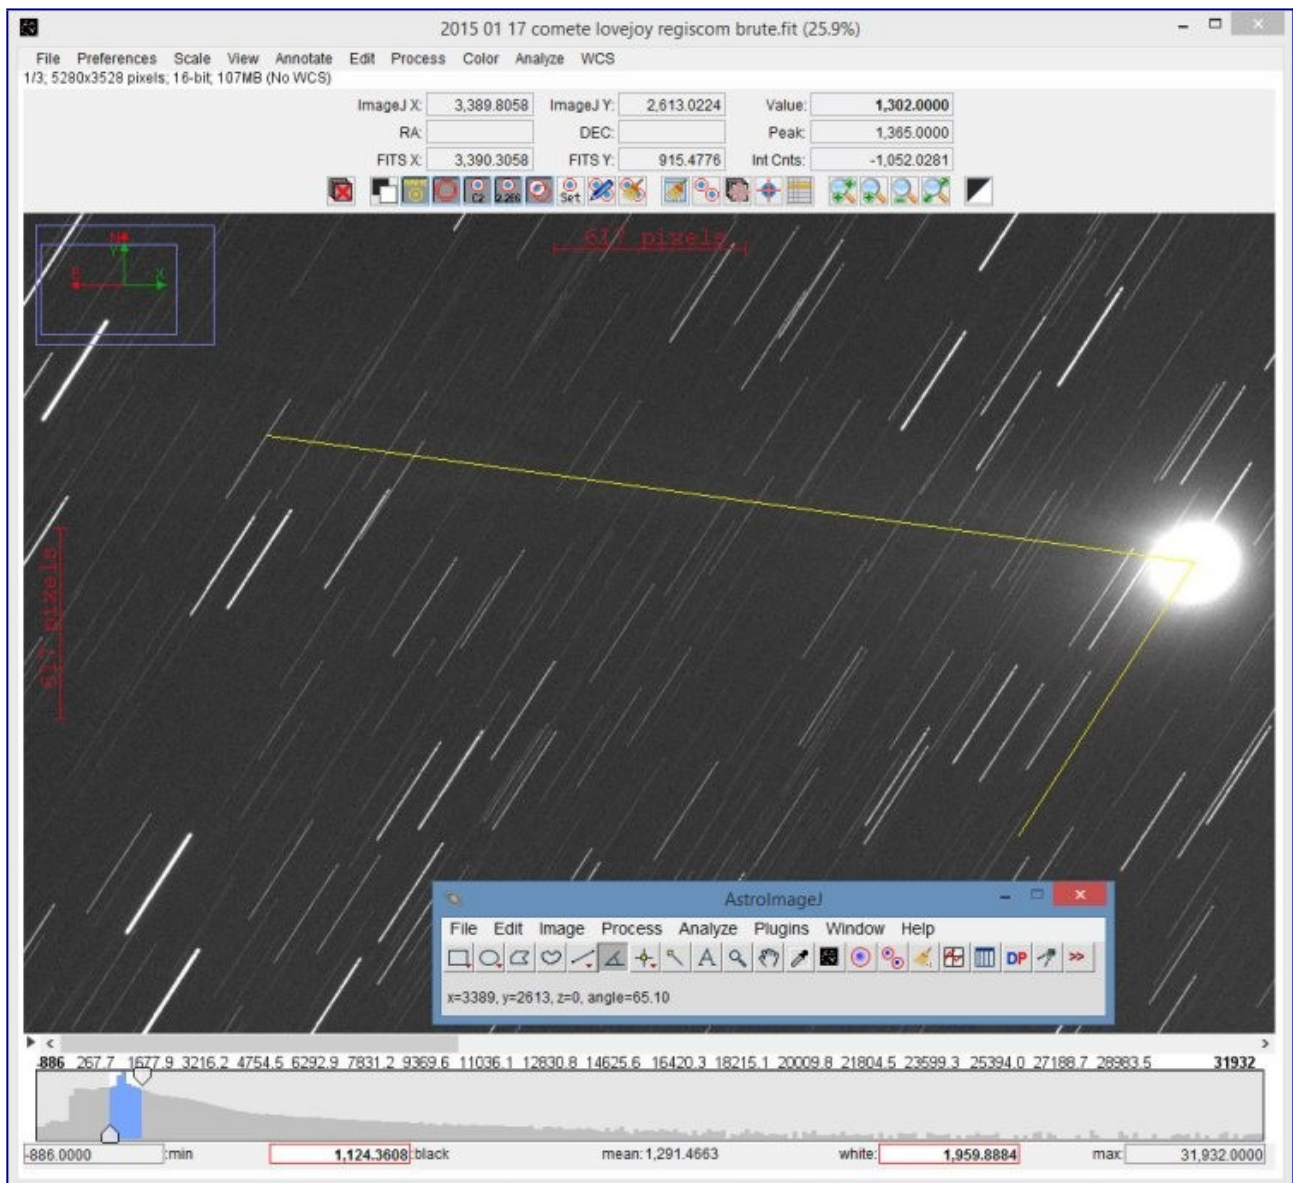 2015 01 17 comete lovejoy regiscom brute.fit (25.9%)
File Preferences Scale View Annotate Edit Process Color Analyze WCS
1/3; 5280x3528 pixels; 16-bit; 107MB (No WCS)
ImageJ X: 3,389.8058 ImageJ Y: 2,613.0224 Value: 1,302.0000
RA: DEC: Peak: 1,365.0000
FITS X: 3,390.3058 FITS Y: 915.4776 Int Cnts: -1,052.0281
C2 Set
N
Y
E X
617 pixels
617 pixels
AstroImageJ
File Edit Image Process Analyze Plugins Window Help
A DP >>
x=3389, y=2613, z=0, angle=65.10
-886 267.7 1677.9 3216.2 4754.5 6292.9 7831.2 9369.6 11036.1 12830.8 14625.6 16420.3 18215.1 20009.8 21804.5 23599.3 25394.0 27188.7 28983.5 31932
-886.0000 :min 1,124.3608 :black mean: 1,291.4663 white: 1,959.8884 max: 31,932.0000